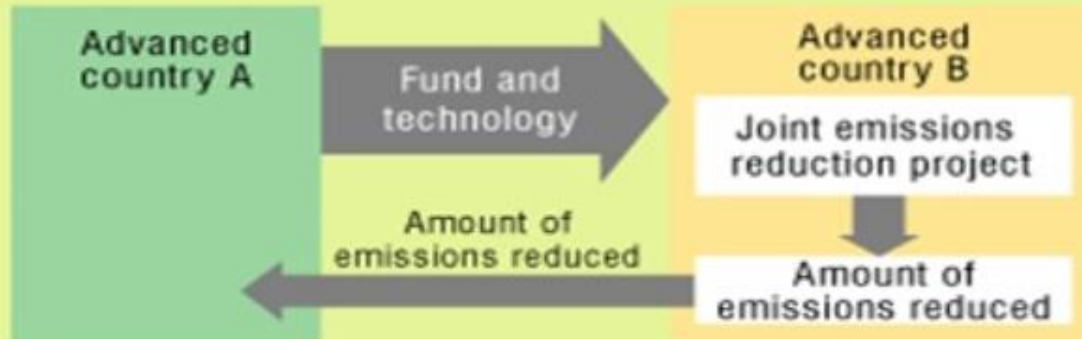 Advanced
country A
Fund and
technology
Advanced
country B
Joint emissions
reduction project
Amount of
emissions reduced
Amount of
emissions reduced